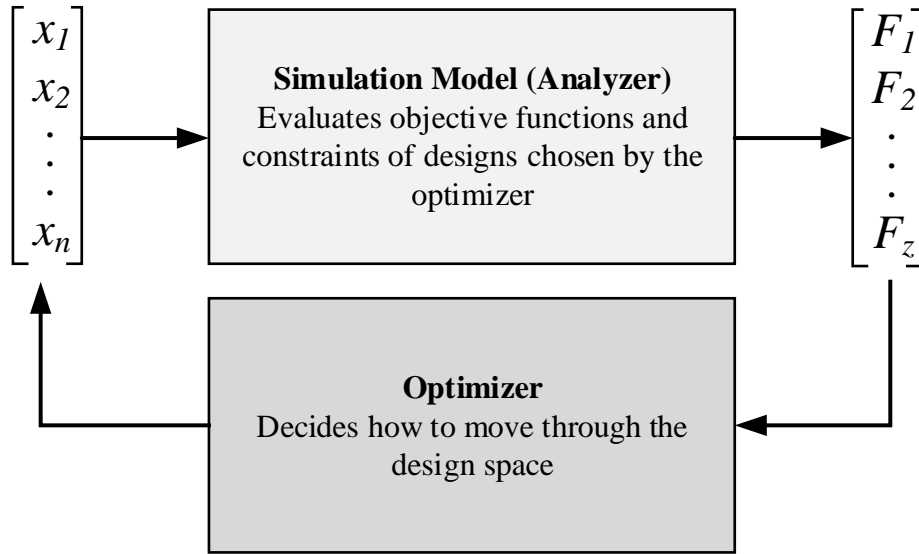 x1
x2
.
.
.
xn
Simulation Model (Analyzer)
Evaluates objective functions and
constraints of designs chosen by the
optimizer
F1
F2
.
.
.
Fz
Optimizer
Decides how to move through the
design space